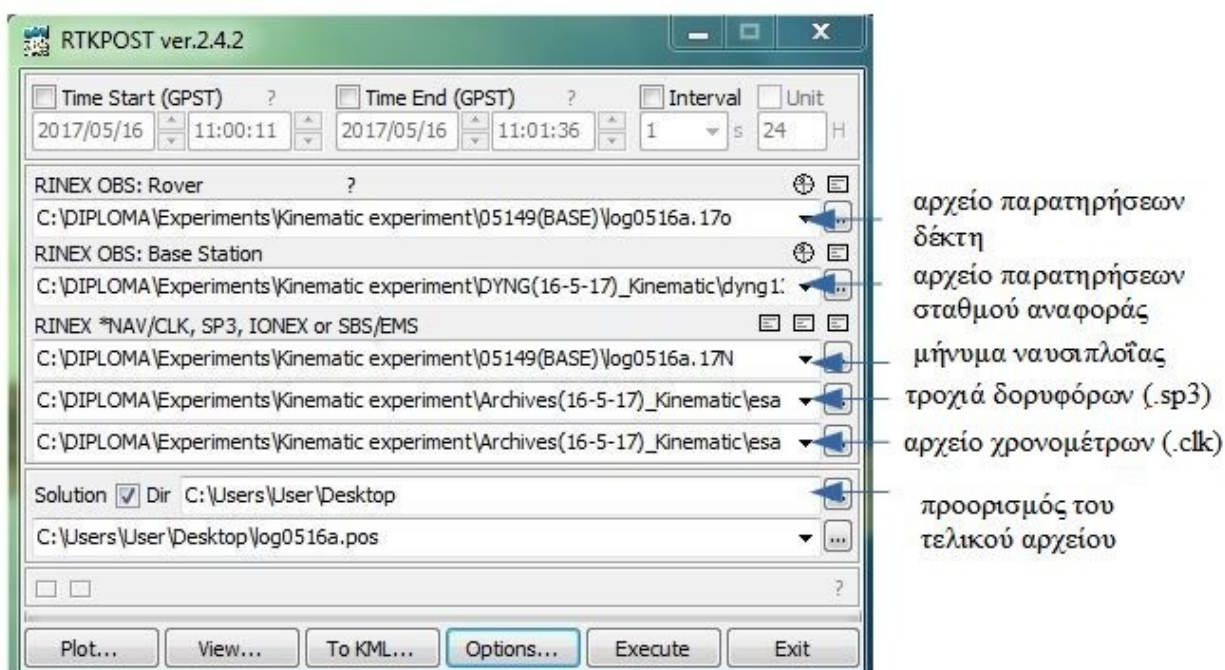 RTKPOST ver.2.4.2
Time Start (GPST) ? Time End (GPST) ? Interval Unit
2017/05/16 11:00:11 2017/05/16 11:01:36 1 s 24 H
RINEX OBS: Rover ?
C:\DIPLOMA\Experiments\Kinematic experiment\05149(BASE)\log0516a.17o
RINEX OBS: Base Station
C:\DIPLOMA\Experiments\Kinematic experiment\DYNG(16-5-17)_Kinematic\dyng1
RINEX *NAV/CLK, SP3, IONEX or SBS/EMS
C:\DIPLOMA\Experiments\Kinematic experiment\05149(BASE)\log0516a.17N
C:\DIPLOMA\Experiments\Kinematic experiment\Archives(16-5-17)_Kinematic\esa
C:\DIPLOMA\Experiments\Kinematic experiment\Archives(16-5-17)_Kinematic\esa
Solution Dir C:\Users\User\Desktop
C:\Users\User\Desktop\log0516a.pos ...
?
Plot... View... To KML... Options... Execute Exit
αρχείο παρατηρήσεων
δέκτη
αρχείο παρατηρήσεων
σταθμού αναφοράς
μήνυμα ναυσιπλοΐας
τροχιά δορυφόρων (.sp3)
αρχείο χρονομέτρων (.clk)
προορισμός του
τελικού αρχείου